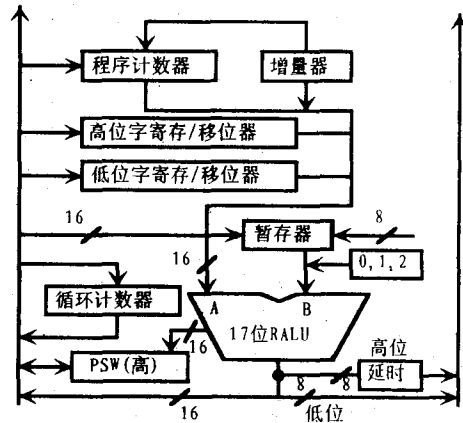 程序计数器
增量器
高位字寄存/移位器
低位字寄存/移位器
16
暂存器
8
16
0,1,2
循环计数器
A
B
17位RALU
16
PSW(高)
高位
延时
8
8
16
低位